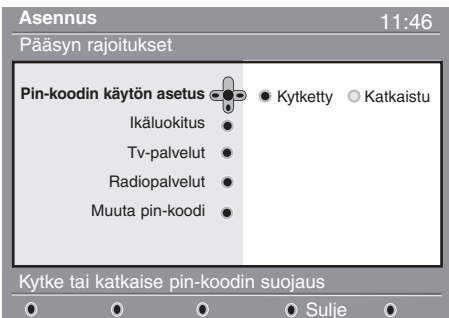 Asennus 11:46
Pääsyn rajoitukset
Pin-koodin käytön asetus Kytketty Katkaistu
Ikäluokitus
Tv-palvelut
Radiopalvelut
Muuta pin-koodi
Kytke tai katkaise pin-koodin suojaus
Sulje